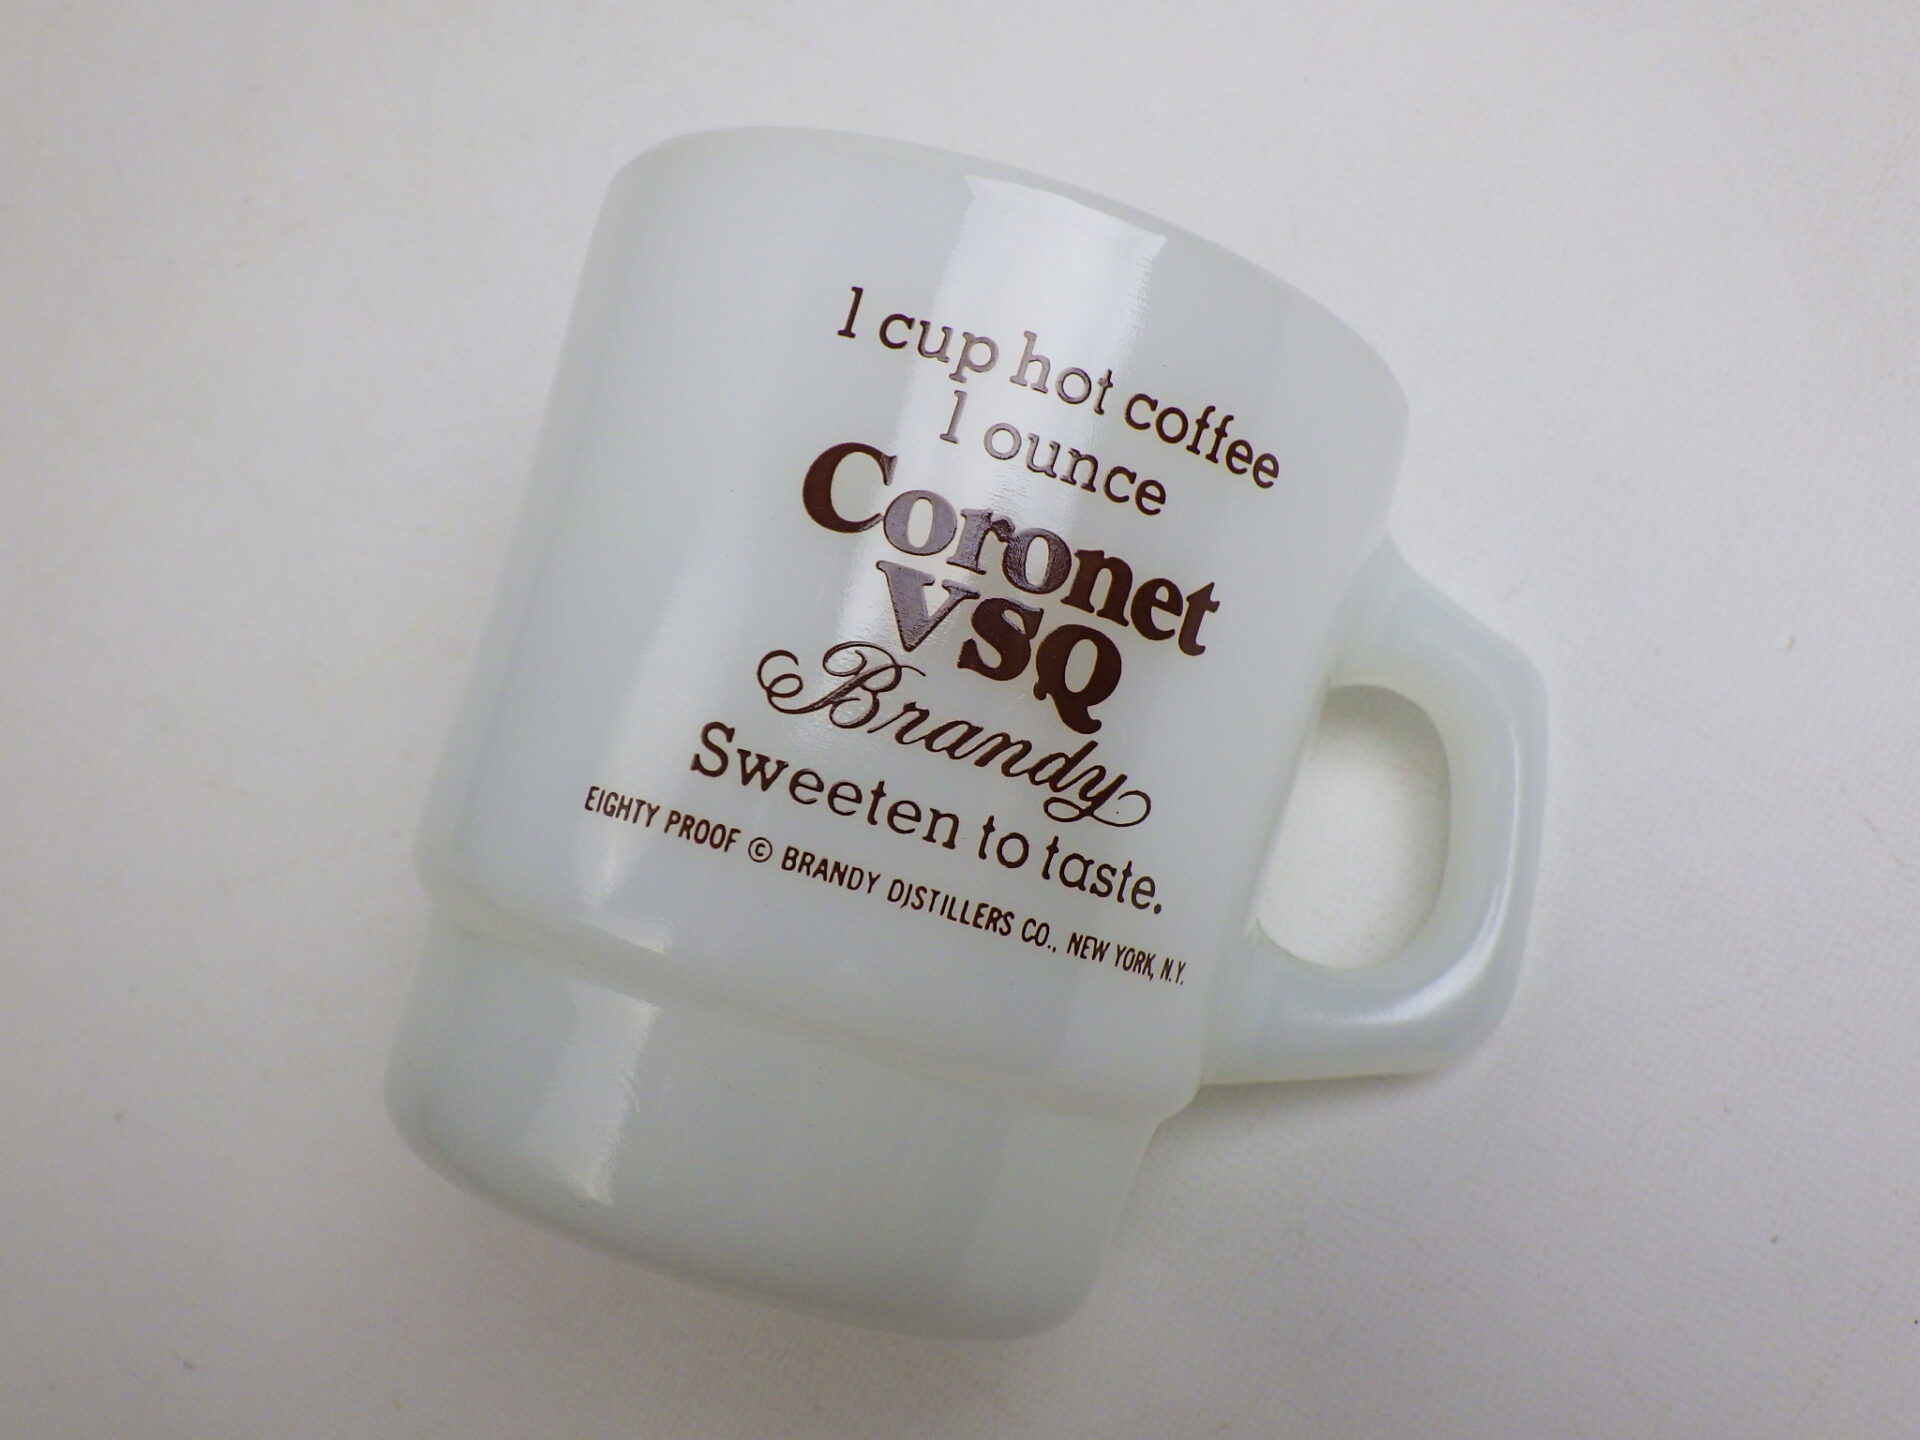 1 cup hot coffee
1 ounce
Coronet
VSQ
Brandy
Sweeten to taste.
EIGHTY PROOF © BRANDY DISTILLERS CO., NEW YORK, N.Y.